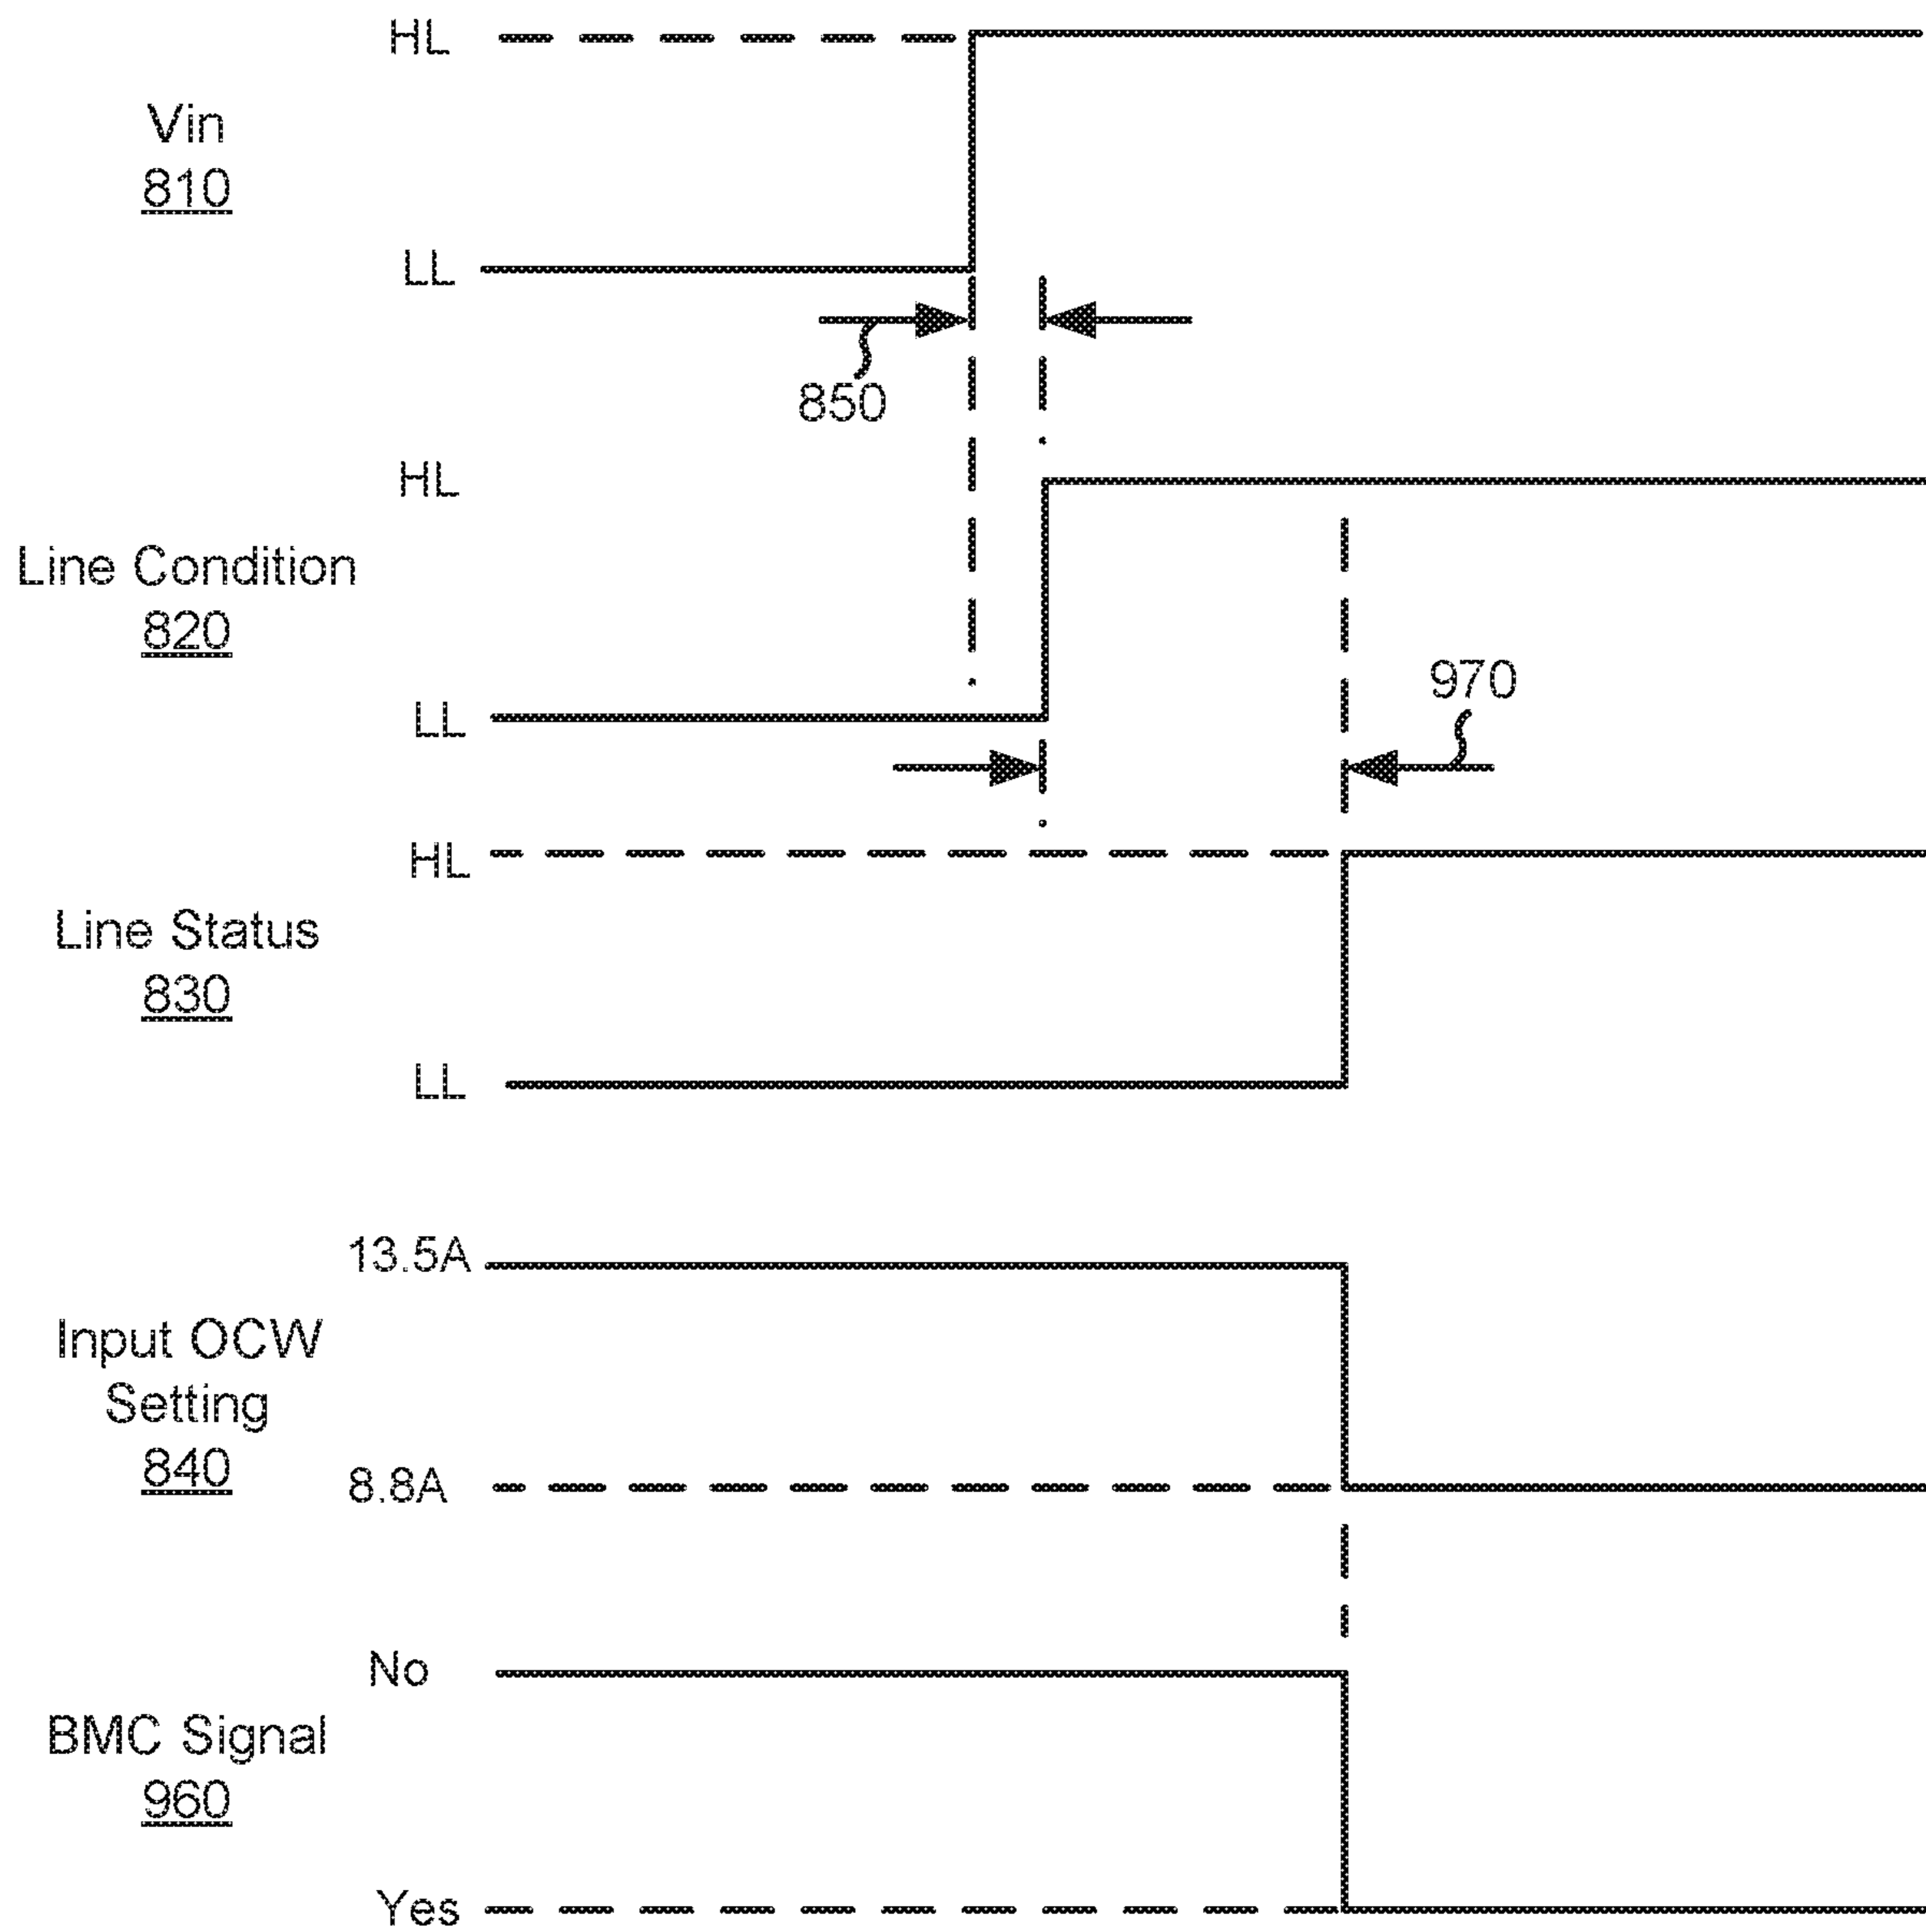 HL
Vin
810
LL
850
HL
Line Condition
820
970
LL
HL
Line Status
830
LL
13.5A
Input OCW
Setting
840
8.8A
No
BMC Signal
960
Yes